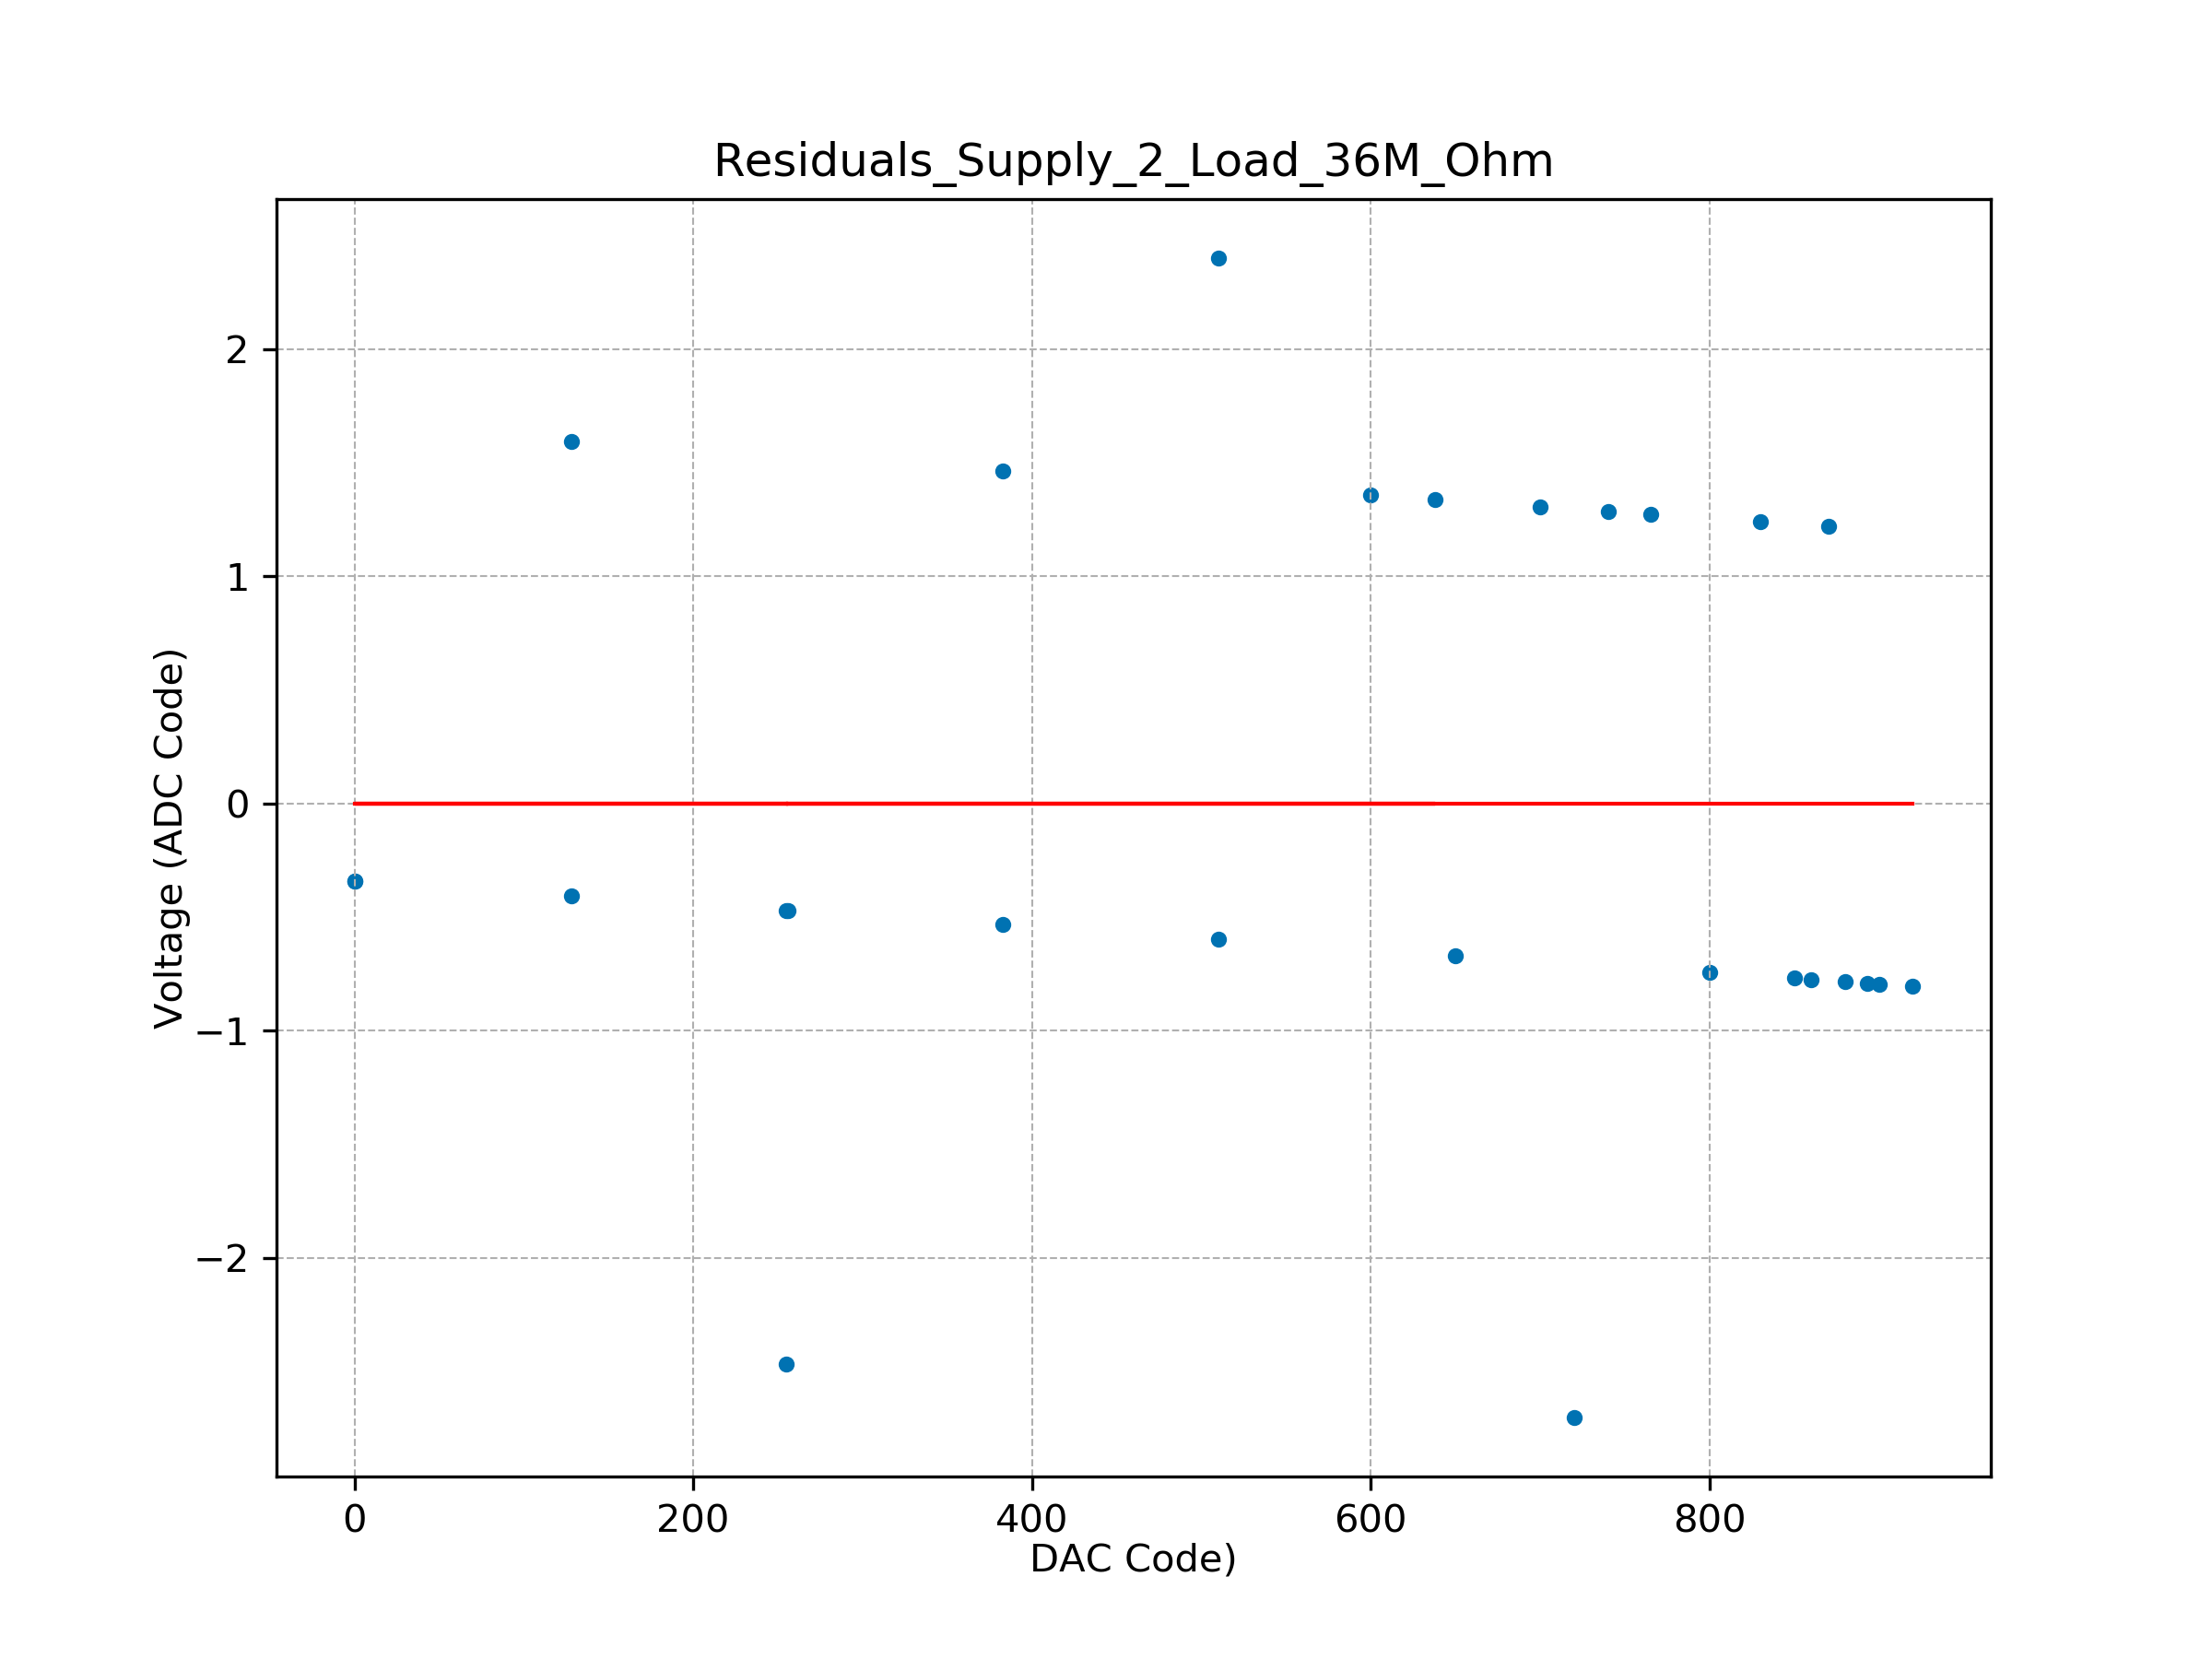 Residuals_Supply_2_Load_36M_Ohm
Voltage (ADC Code)
2
1
0
−1
−2
0 200 400 600 800
DAC Code)